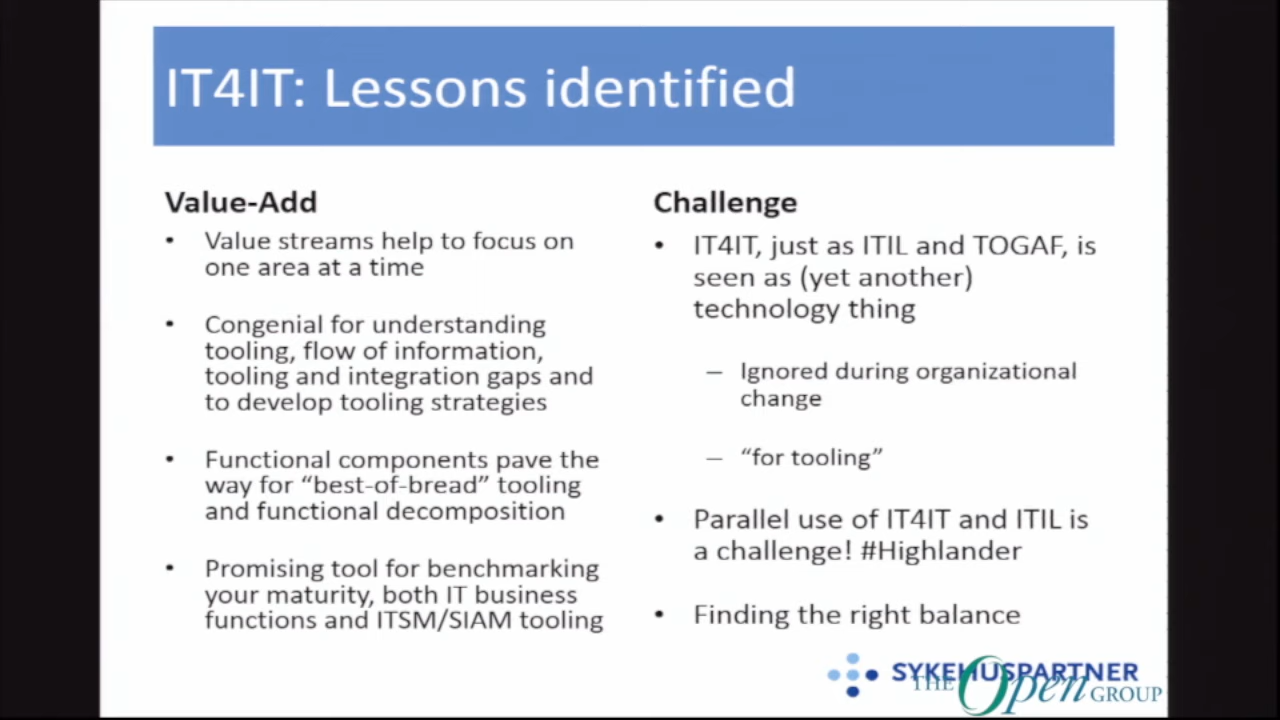 IT4IT: Lessons identified
Value-Add
• Value streams help to focus on
one area at a time
• Congenial for understanding
tooling, flow of information,
tooling and integration gaps and
to develop tooling strategies
• Functional components pave the
way for “best-of-bread” tooling
and functional decomposition
• Promising tool for benchmarking
your maturity, both IT business
functions and ITSM/SIAM tooling
Challenge
• IT4IT, just as ITIL and TOGAF, is
seen as (yet another)
technology thing
– Ignored during organizational
change
– “for tooling”
• Parallel use of IT4IT and ITIL is
a challenge! #Highlander
• Finding the right balance
SYKEHUSPARTNER
THE Open GROUP